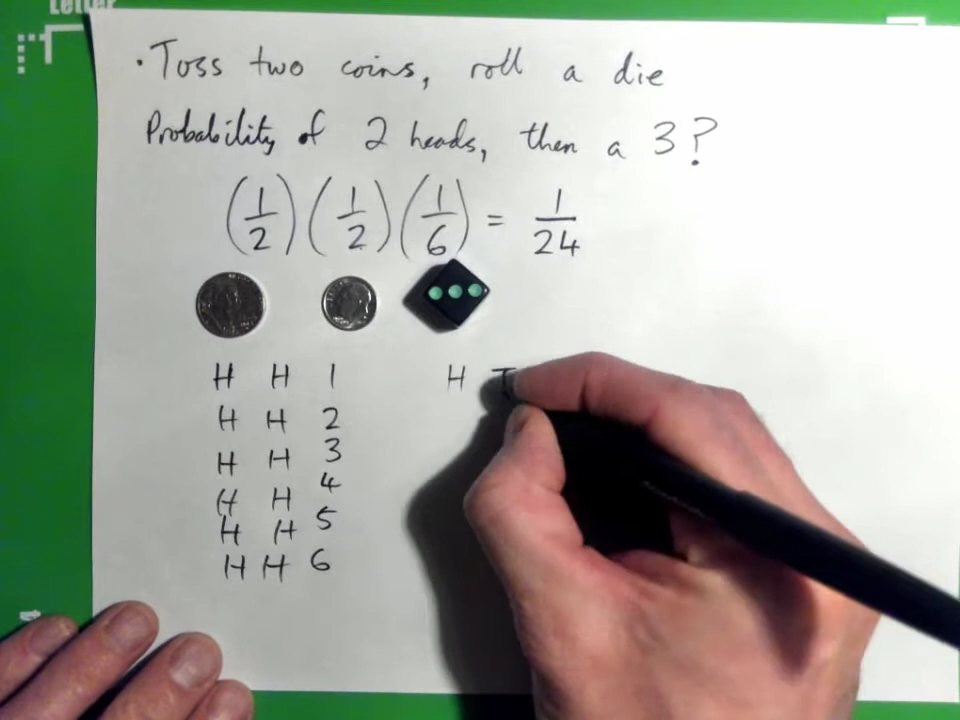 Letter
• Toss two coins, roll a die
Probability of 2 heads, then a 3?
(1/2)(1/2)(1/6) = 1/24
H H 1 H T
H H 2
H H 3
H H 4
H H 5
H H 6